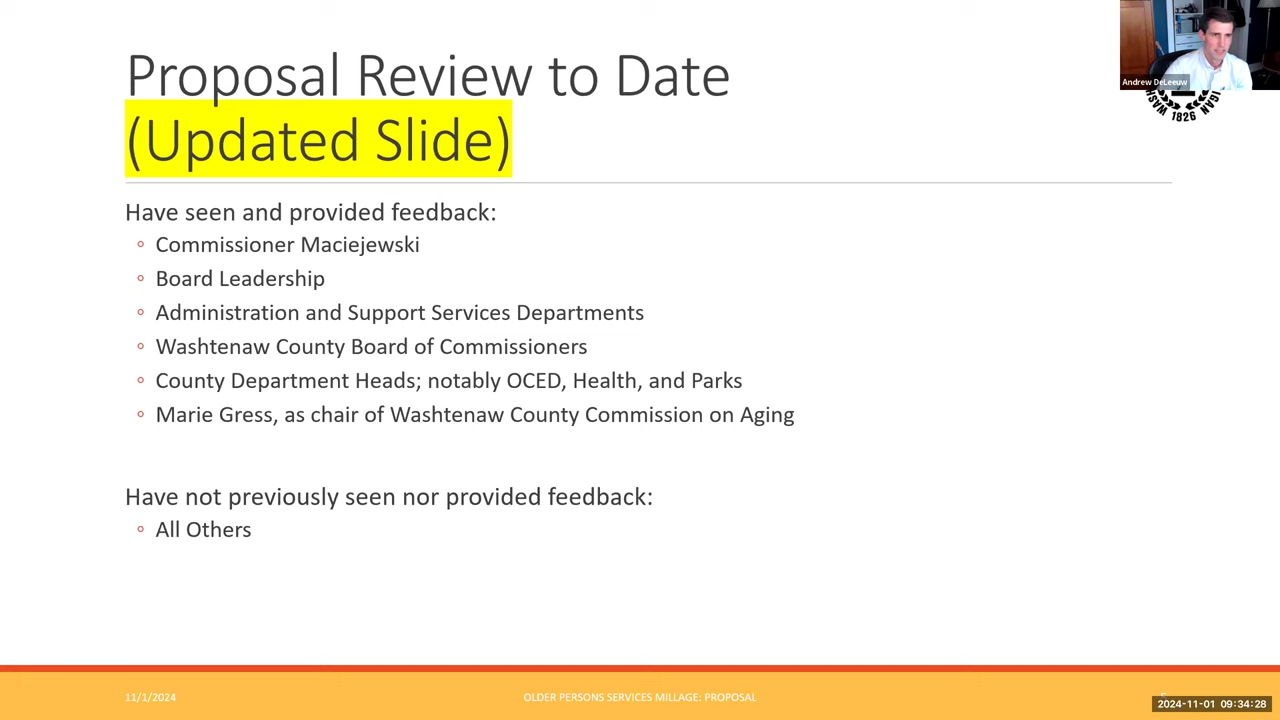 Proposal Review to Date
(Updated Slide)
Andrew DeLeeuw
1826
Have seen and provided feedback:
Commissioner Maciejewski
Board Leadership
Administration and Support Services Departments
Washtenaw County Board of Commissioners
County Department Heads; notably OCED, Health, and Parks
Marie Gress, as chair of Washtenaw County Commission on Aging
Have not previously seen nor provided feedback:
All Others
11/1/2024
OLDER PERSONS SERVICES MILLAGE: PROPOSAL
2024-11-01 09:34:28